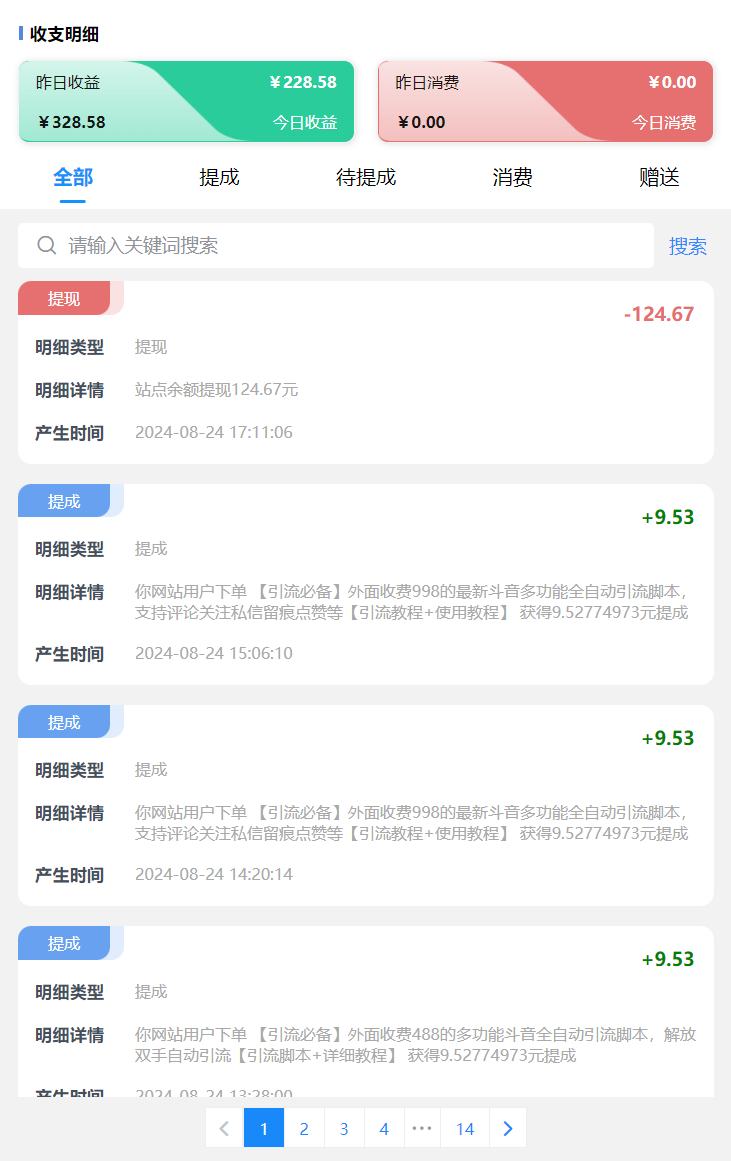 收支明细
昨日收益 ￥228.58
￥328.58 今日收益
昨日消费 ￥0.00
￥0.00 今日消费
全部 提成 待提成 消费 赠送
请输入关键词搜索 搜索
提现
-124.67
明细类型 提现
明细详情 站点余额提现124.67元
产生时间 2024-08-24 17:11:06
提成
+9.53
明细类型 提成
明细详情 你网站用户下单 【引流必备】外面收费998的最新斗音多功能全自动引流脚本，
支持评论关注私信留痕点赞等【引流教程+使用教程】 获得9.52774973元提成
产生时间 2024-08-24 15:06:10
提成
+9.53
明细类型 提成
明细详情 你网站用户下单 【引流必备】外面收费998的最新斗音多功能全自动引流脚本，
支持评论关注私信留痕点赞等【引流教程+使用教程】 获得9.52774973元提成
产生时间 2024-08-24 14:20:14
提成
+9.53
明细类型 提成
明细详情 你网站用户下单 【引流必备】外面收费488的多功能斗音全自动引流脚本，解放
双手自动引流【引流脚本+详细教程】 获得9.52774973元提成
产生时间 2024-08-24 13:28:00
1 2 3 4 ••• 14